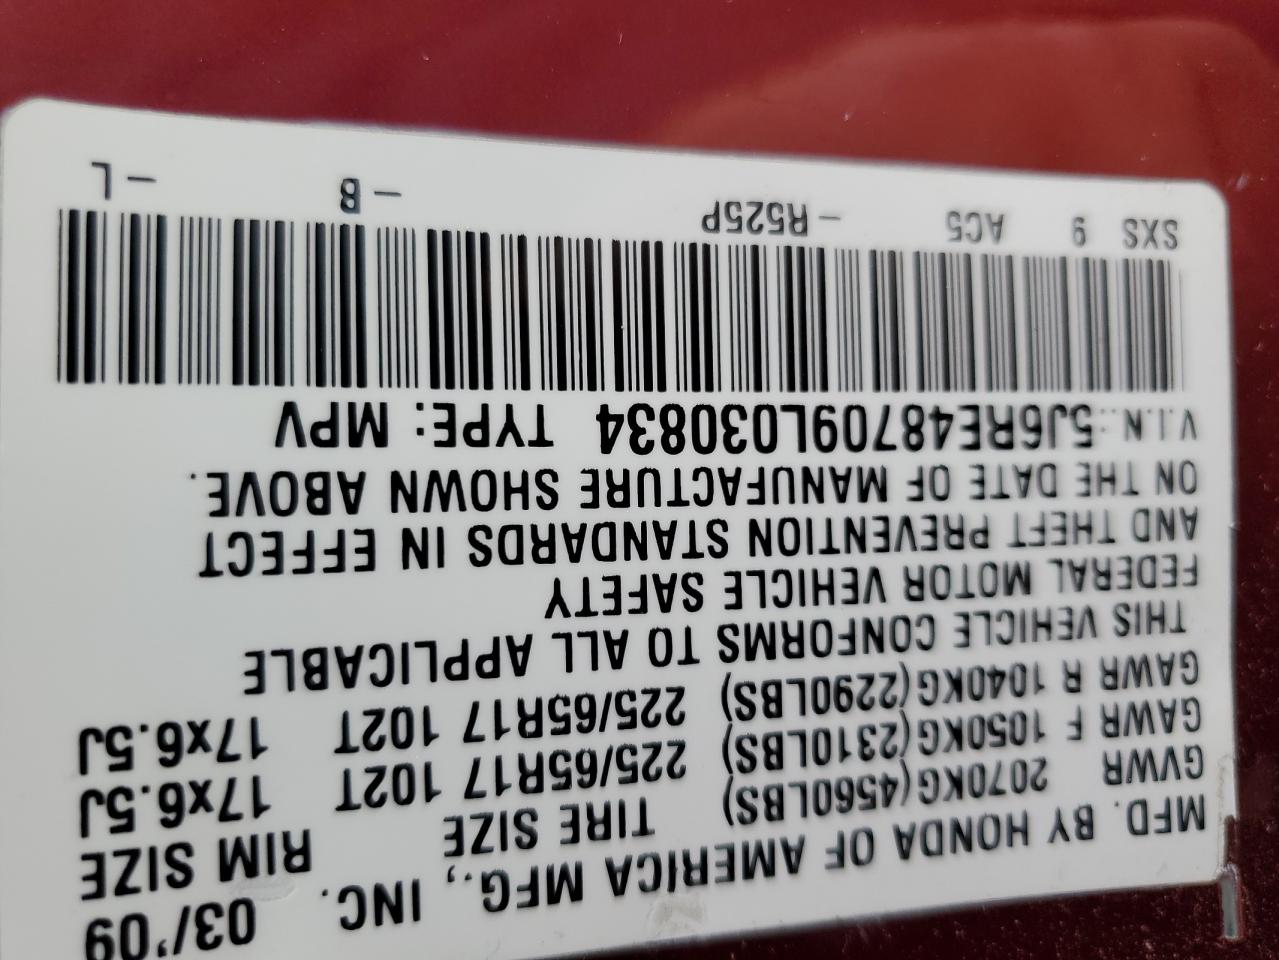 MFD. BY HONDA OF AMERICA MFG., INC. 03/'09
GVWR 2070KG(4560LBS) TIRE SIZE RIM SIZE
GAWR F 1050KG(2310LBS) 225/65R17 102T 17x6.5J
GAWR R 1040KG(2290LBS) 225/65R17 102T 17x6.5J
THIS VEHICLE CONFORMS TO ALL APPLICABLE
FEDERAL MOTOR VEHICLE SAFETY
AND THEFT PREVENTION STANDARDS IN EFFECT
ON THE DATE OF MANUFACTURE SHOWN ABOVE.
V.I.N.:5J6RE48709L030834 TYPE: MPV
SXS 9 AC5 -R525P -B -L